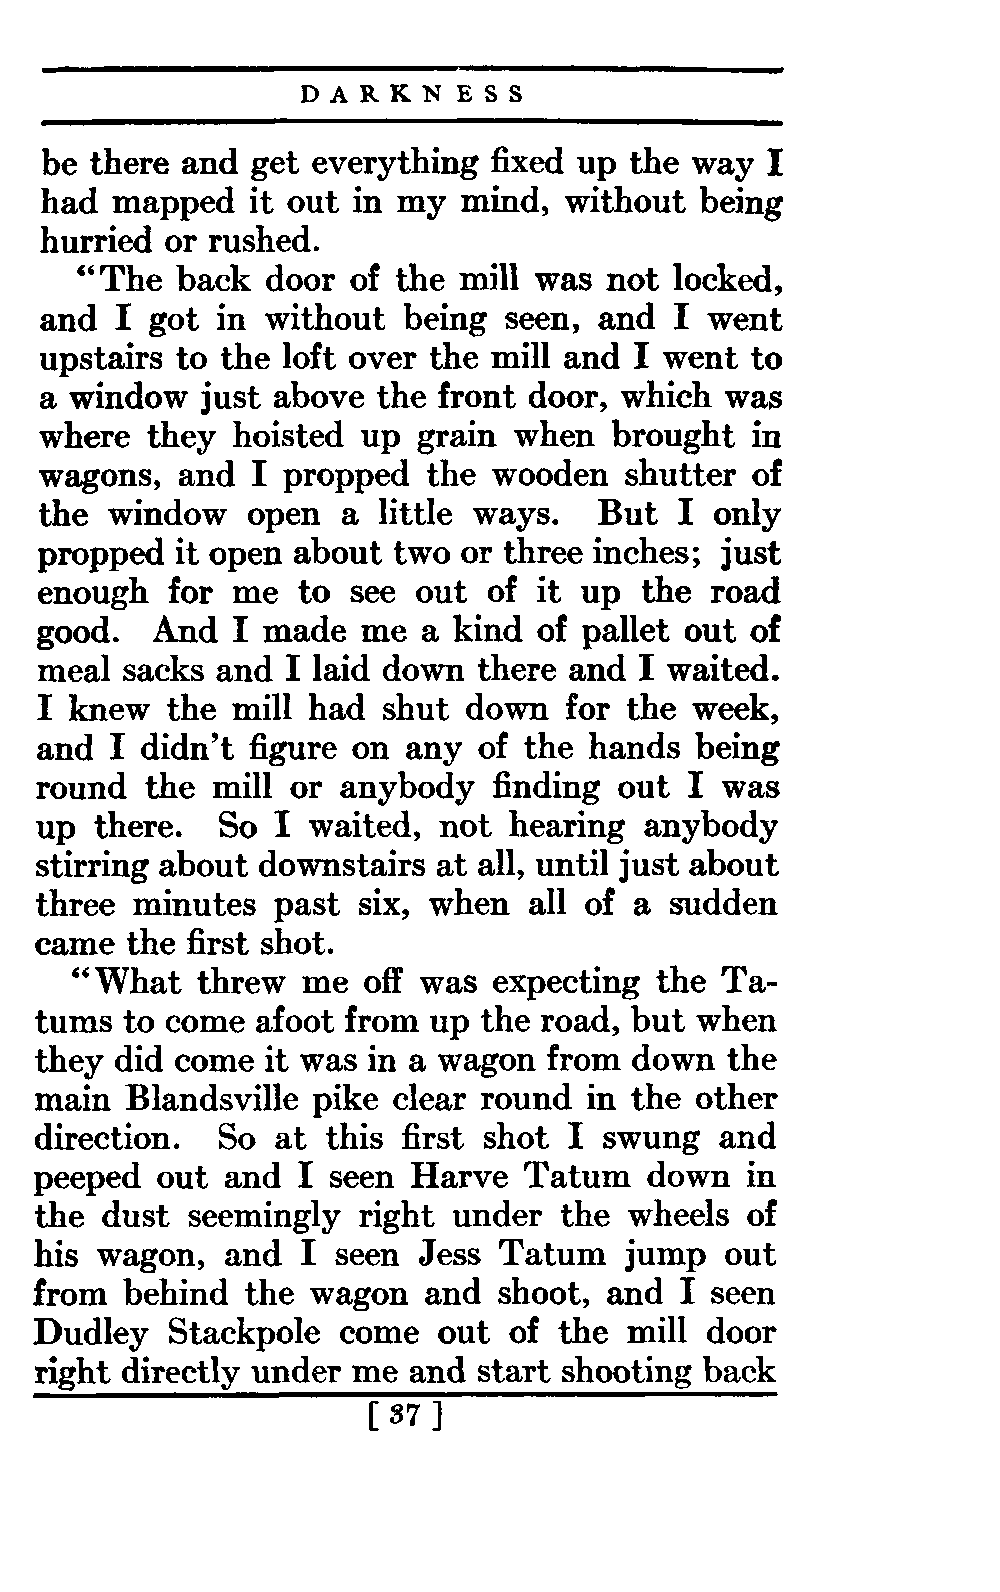 DARKNESS
be there and get everything fixed up the way I
had mapped it out in my mind, without being
hurried or rushed.
“The back door of the mill was not locked,
and I got in without being seen, and I went
upstairs to the loft over the mill and I went to
a window just above the front door, which was
where they hoisted up grain when brought in
wagons, and I propped the wooden shutter of
the window open a little ways. But I only
propped it open about two or three inches; just
enough for me to see out of it up the road
good. And I made me a kind of pallet out of
meal sacks and I laid down there and I waited.
I knew the mill had shut down for the week,
and I didn’t figure on any of the hands being
round the mill or anybody finding out I was
up there. So I waited, not hearing anybody
stirring about downstairs at all, until just about
three minutes past six, when all of a sudden
came the first shot.
“What threw me off was expecting the Ta-
tums to come afoot from up the road, but when
they did come it was in a wagon from down the
main Blandsville pike clear round in the other
direction. So at this first shot I swung and
peeped out and I seen Harve Tatum down in
the dust seemingly right under the wheels of
his wagon, and I seen Jess Tatum jump out
from behind the wagon and shoot, and I seen
Dudley Stackpole come out of the mill door
right directly under me and start shooting back
[ 37 ]